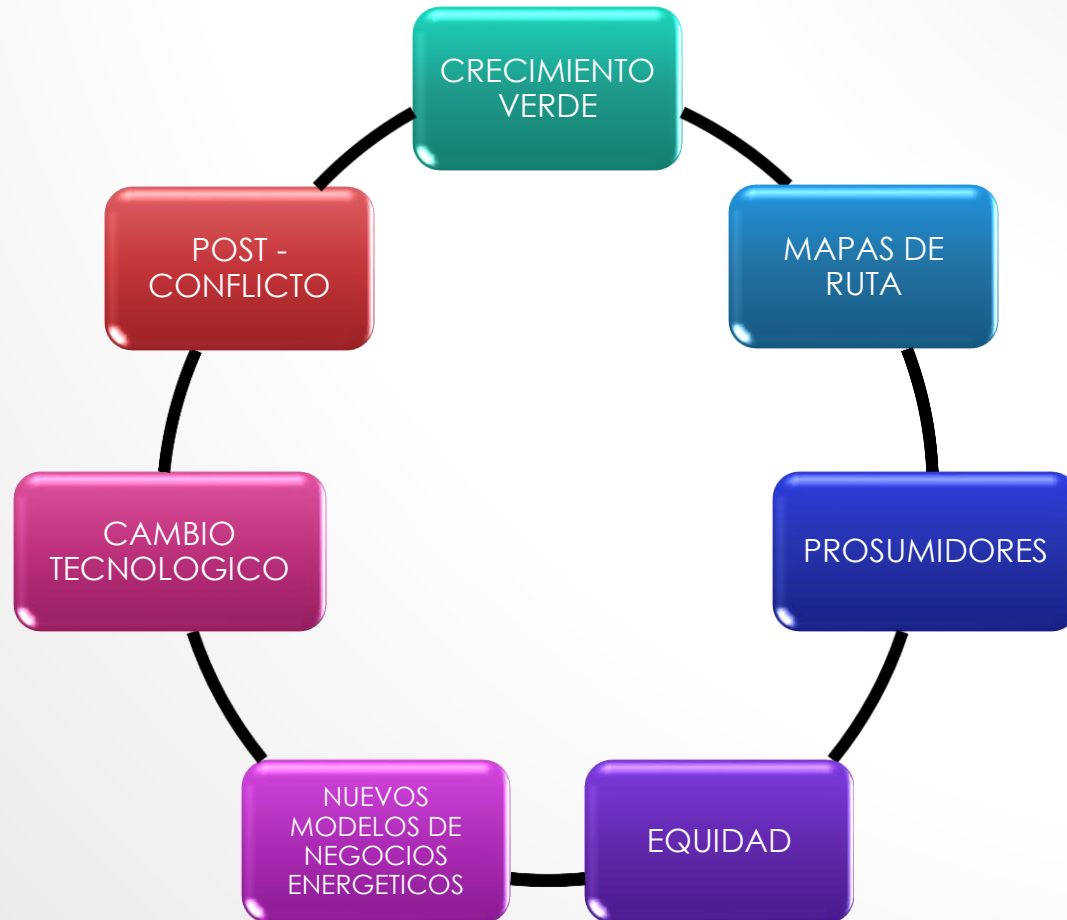 CRECIMIENTO
VERDE
MAPAS DE
RUTA
PROSUMIDORES
EQUIDAD
NUEVOS
MODELOS DE
NEGOCIOS
ENERGETICOS
CAMBIO
TECNOLOGICO
POST -
CONFLICTO